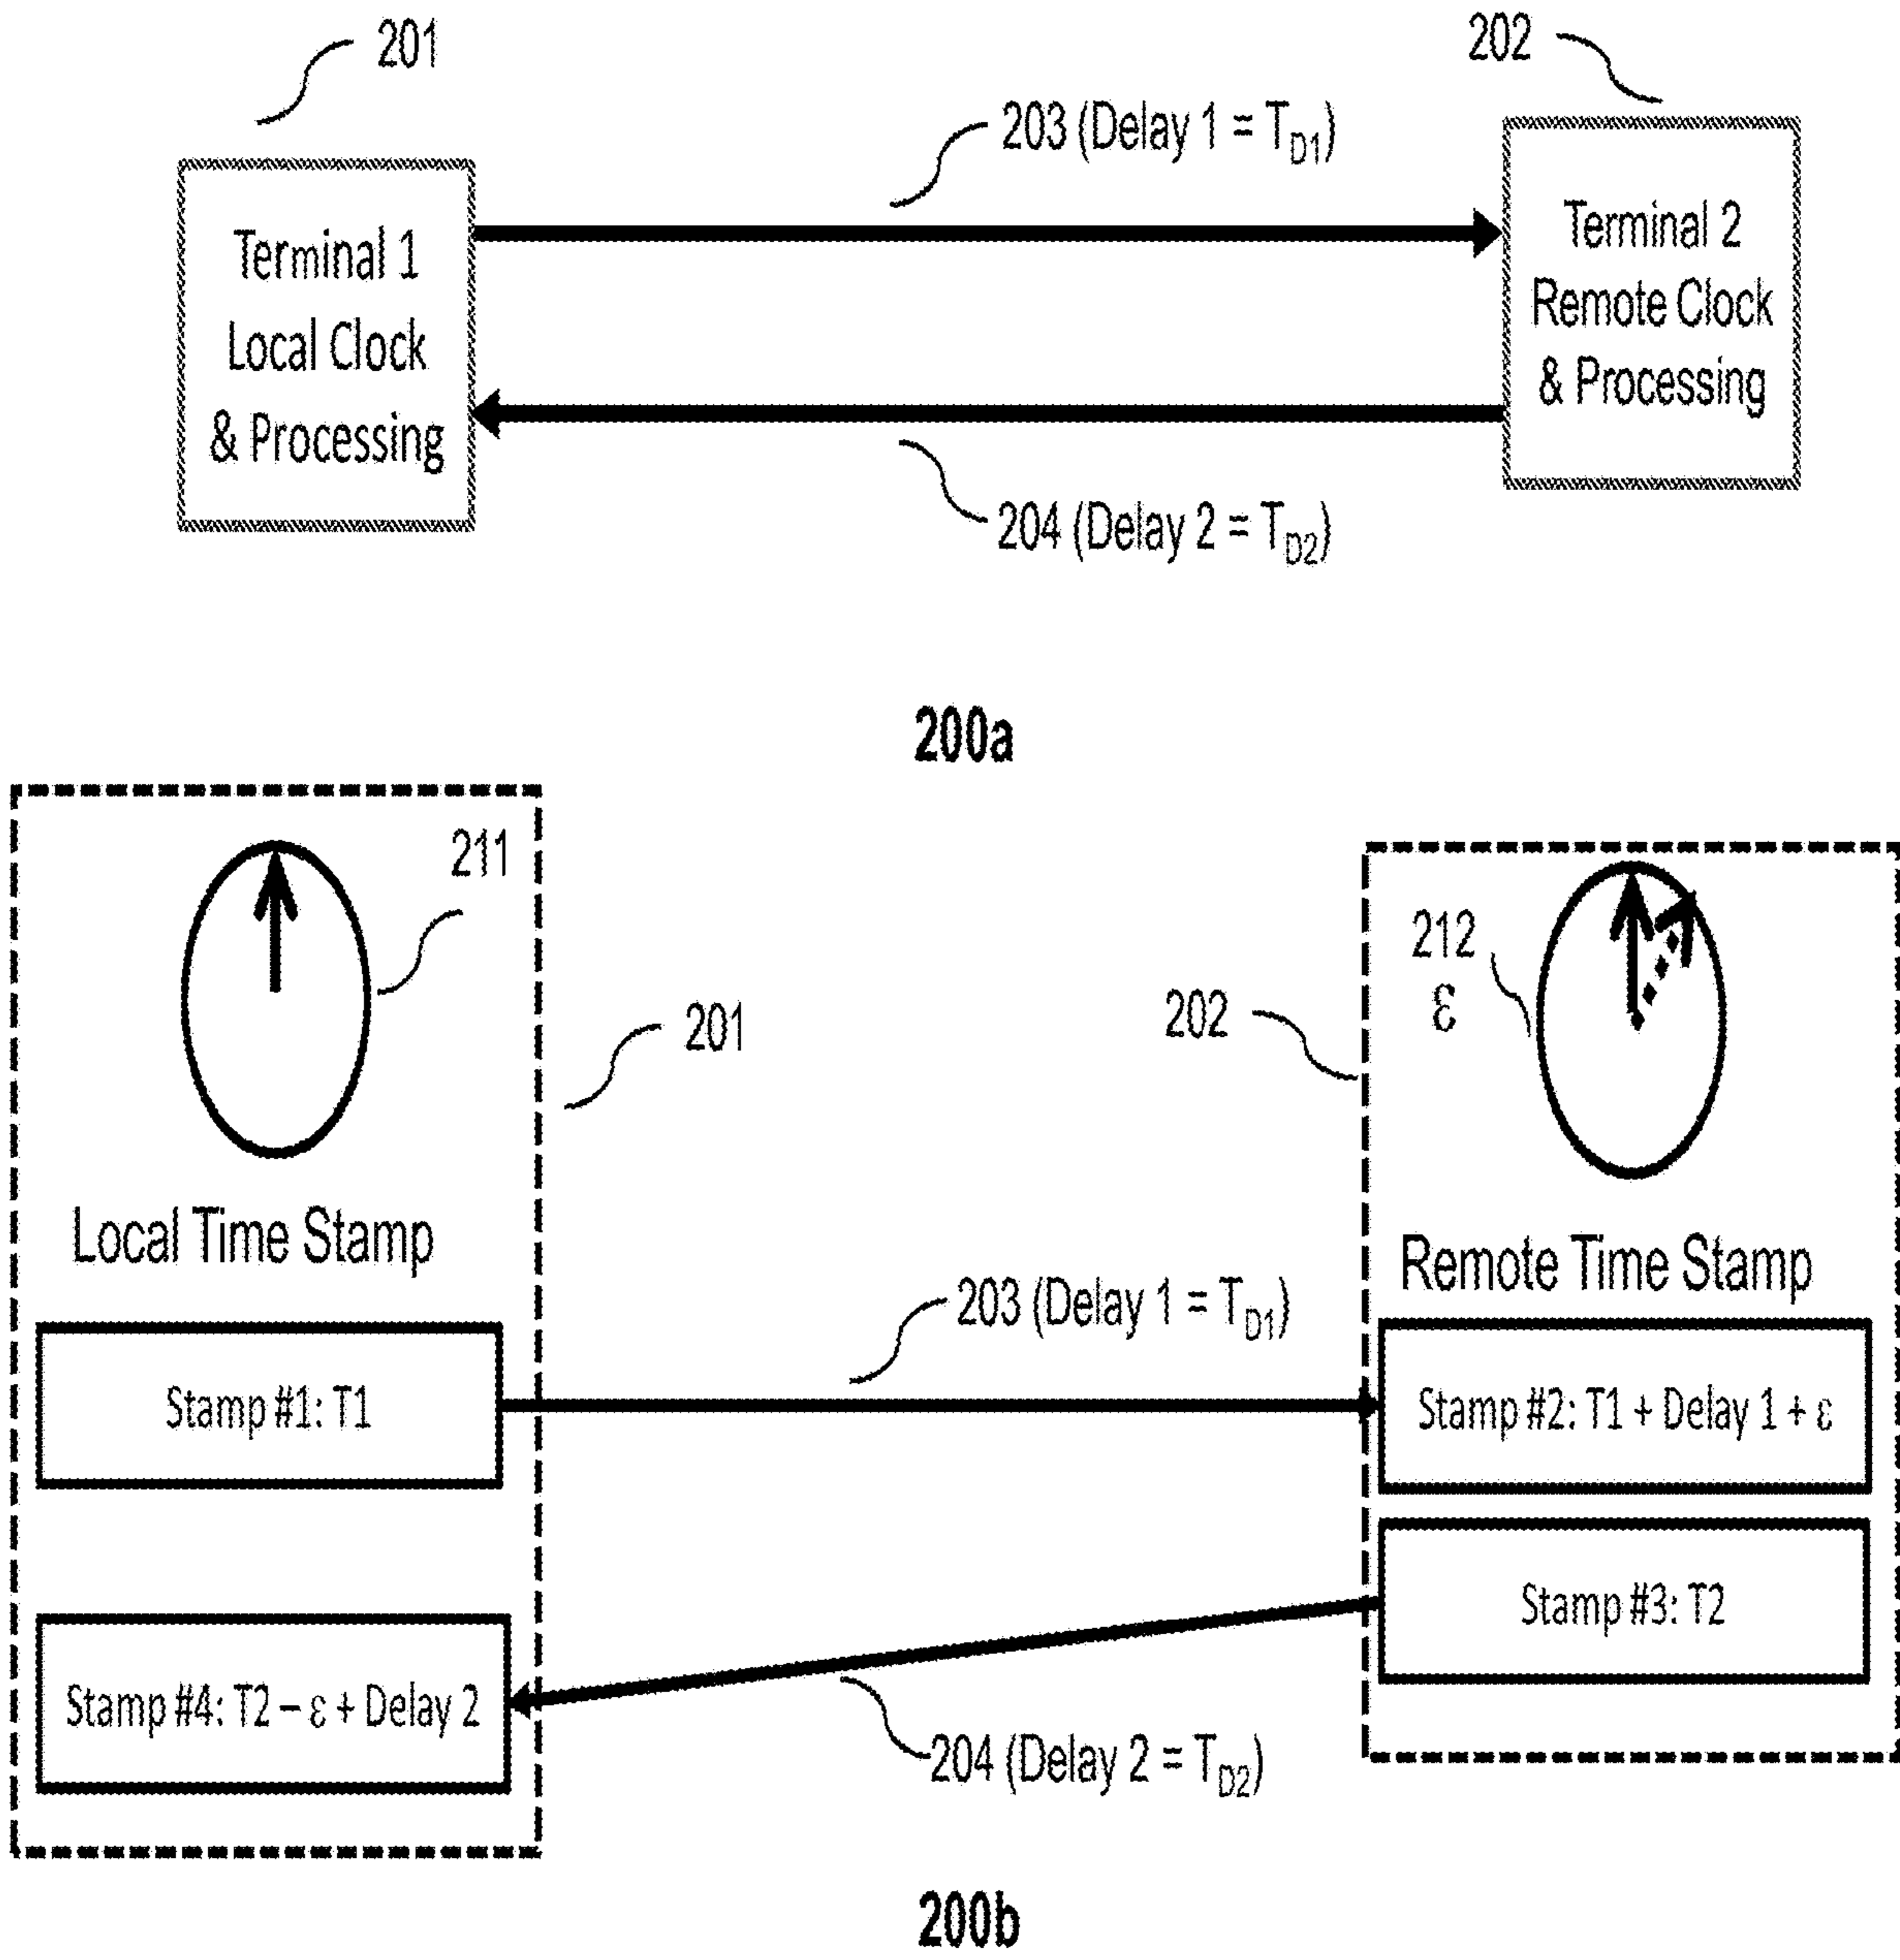 201
202
203 (Delay 1 = TD1)
Terminal 1
Local Clock
& Processing
Terminal 2
Remote Clock
& Processing
204 (Delay 2 = TD2)
200a
211
212
ε
201
202
Local Time Stamp
Remote Time Stamp
203 (Delay 1 = TD1)
Stamp #1: T1
Stamp #2: T1 + Delay 1 + ε
Stamp #3: T2
Stamp #4: T2 – ε + Delay 2
204 (Delay 2 = TD2)
200b